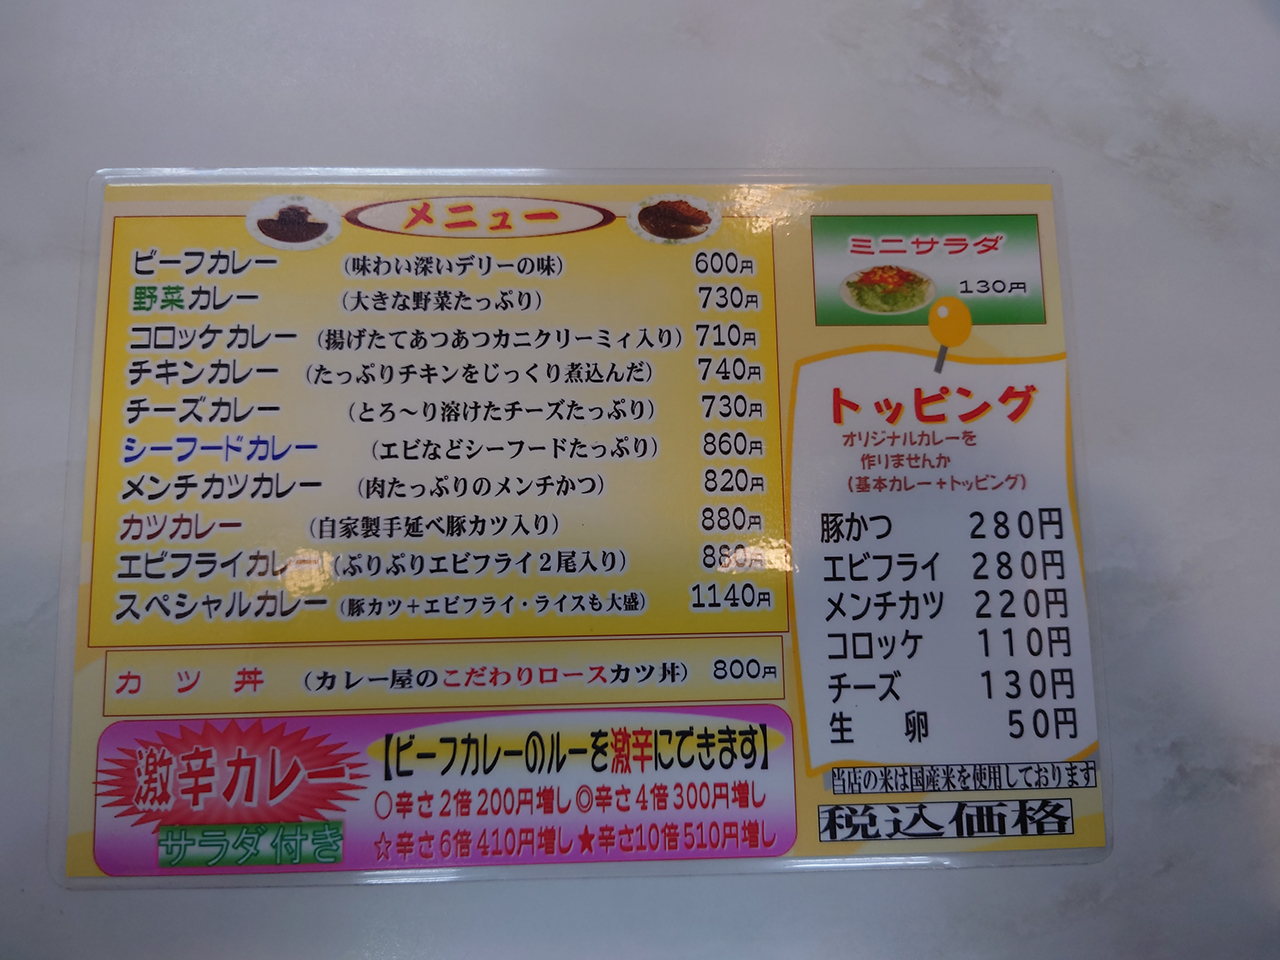 メニュー
ビーフカレー （味わい深いデリーの味） 600円
野菜カレー （大きな野菜たっぷり） 730円
コロッケカレー （揚げたてあつあつカニクリーミィ入り） 710円
チキンカレー （たっぷりチキンをじっくり煮込んだ） 740円
チーズカレー （とろ～り溶けたチーズたっぷり） 730円
シーフードカレー （エビなどシーフードたっぷり） 860円
メンチカツカレー （肉たっぷりのメンチかつ） 820円
カツカレー （自家製手延べ豚カツ入り） 880円
エビフライカレー （ぷりぷりエビフライ２尾入り） 880円
スペシャルカレー （豚カツ＋エビフライ・ライスも大盛） 1140円
カツ丼 （カレー屋のこだわりロースカツ丼） 800円
激辛カレー
サラダ付き
【ビーフカレーのルーを激辛にできます】
○辛さ２倍200円増し◎辛さ４倍300円増し
☆辛さ６倍410円増し★辛さ10倍510円増し
ミニサラダ
130円
トッピング
オリジナルカレーを
作りませんか
（基本カレー＋トッピング）
豚かつ 280円
エビフライ 280円
メンチカツ 220円
コロッケ 110円
チーズ 130円
生卵 50円
当店の米は国産米を使用しております
税込価格